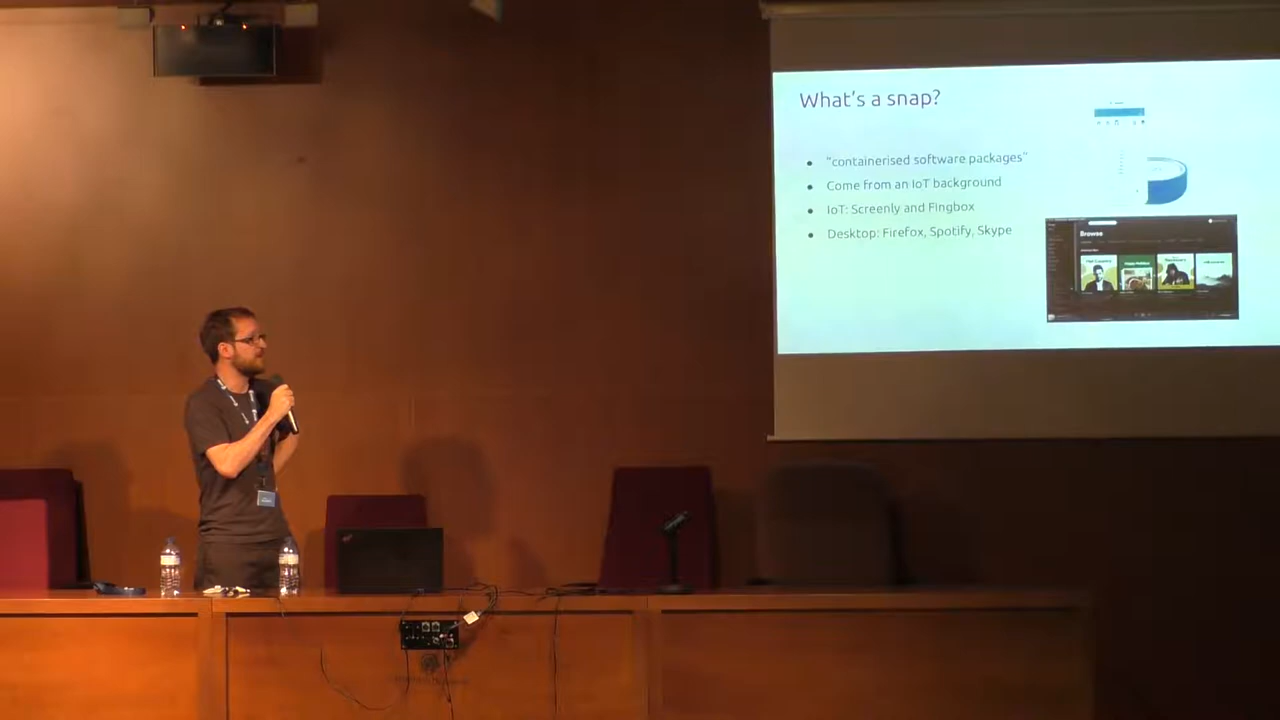 What's a snap?
"containerised software packages"
Come from an IoT background
IoT: Screenly and Fingbox
Desktop: Firefox, Spotify, Skype
Browse